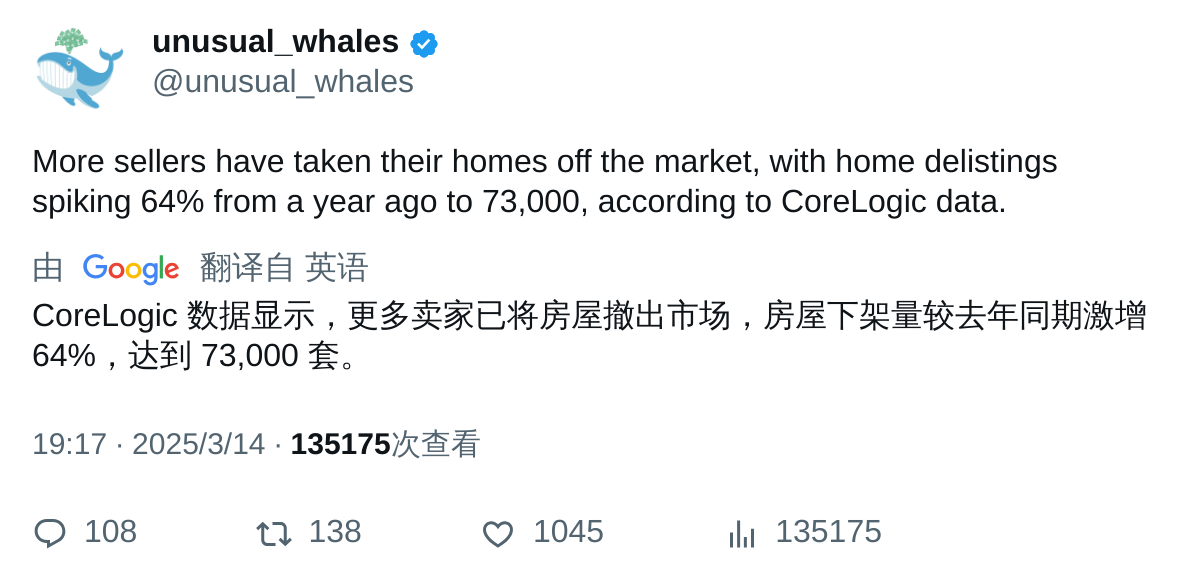 unusual_whales
@unusual_whales
More sellers have taken their homes off the market, with home delistings
spiking 64% from a year ago to 73,000, according to CoreLogic data.
由 Google 翻译自 英语
CoreLogic 数据显示，更多卖家已将房屋撤出市场，房屋下架量较去年同期激增
64%，达到 73,000 套。
19:17 · 2025/3/14 · 135175次查看
108 138 1045 135175